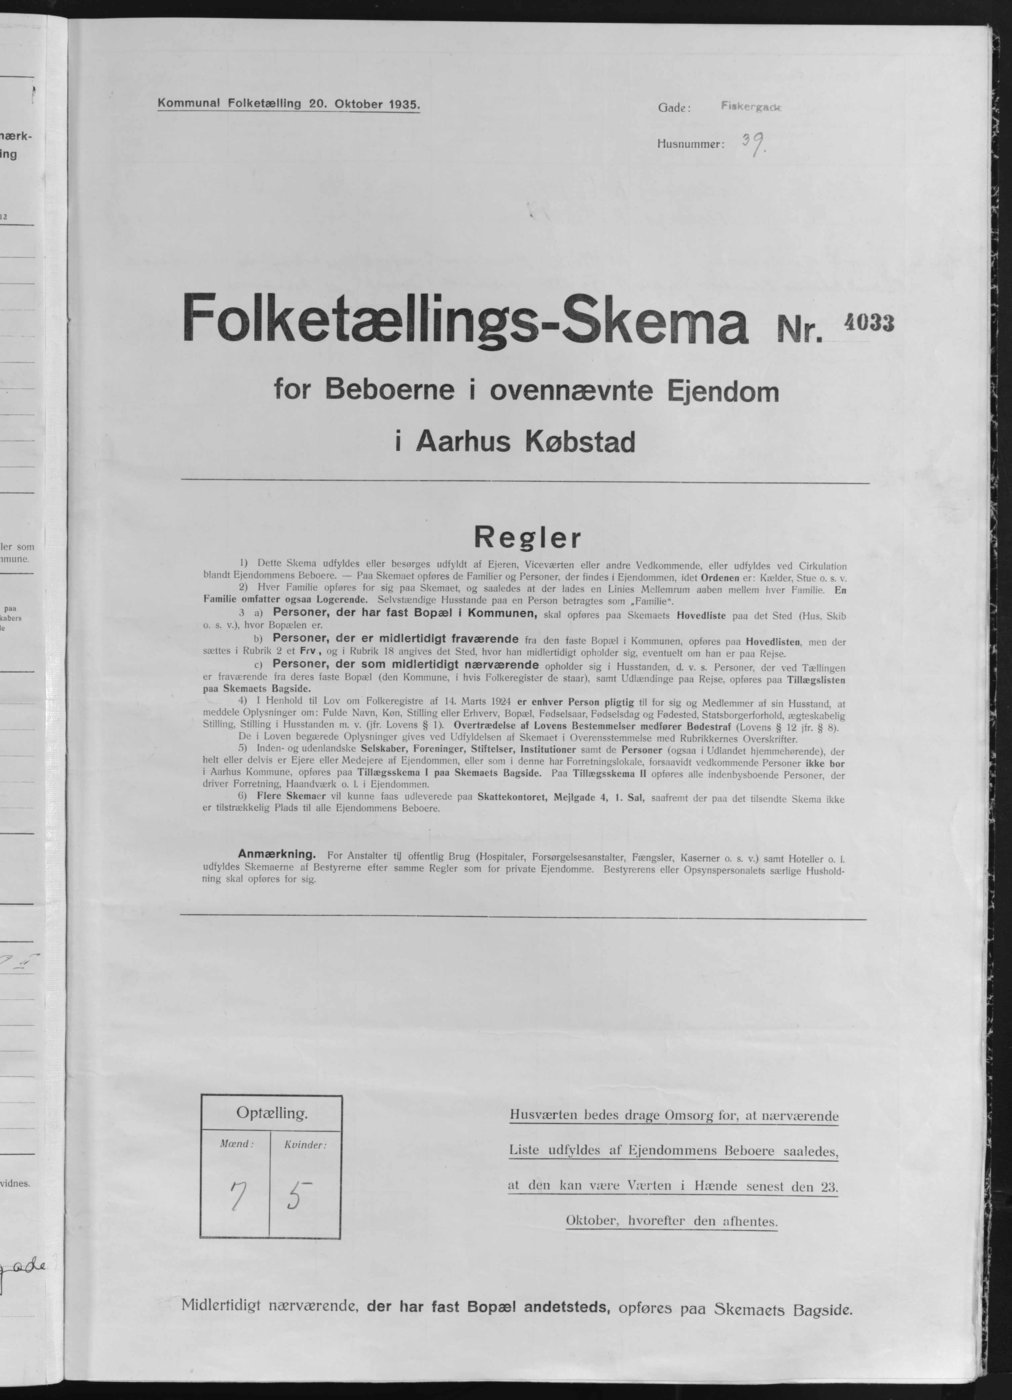 Kommunal Folketælling 20. Oktober 1935.
Gade: Fiskergade
Husnummer: 39.
Folketællings-Skema Nr. 4033
for Beboerne i ovennævnte Ejendom
i Aarhus Købstad
Regler
1) Dette Skema udfyldes eller besørges udfyldt af Ejeren, Viceværten eller andre Vedkommende, eller udfyldes ved Cirkulation
blandt Ejendommens Beboere. — Paa Skemaet opføres de Familier og Personer, der findes i Ejendommen, idet Ordenen er: Kælder, Stue o. s. v.
2) Hver Familie opføres for sig paa Skemaet, og saaledes at der lades en Linies Mellemrum aaben mellem hver Familie. En
Familie omfatter ogsaa Logerende. Selvstændige Husstande paa en Person betragtes som „Familie“.
3 a) Personer, der har fast Bopæl i Kommunen, skal opføres paa Skemaets Hovedliste paa det Sted (Hus, Skib
o. s. v.), hvor Bopælen er.
b) Personer, der er midlertidigt fraværende fra den faste Bopæl i Kommunen, opføres paa Hovedlisten, men der
sættes i Rubrik 2 et Frv., og i Rubrik 18 angives det Sted, hvor han midlertidigt opholder sig, eventuelt om han er paa Rejse.
c) Personer, der som midlertidigt nærværende opholder sig i Husstanden, d. v. s. Personer, der ved Tællingen
er fraværende fra deres faste Bopæl (den Kommune, i hvis Folkeregister de staar), samt Udlændinge paa Rejse, opføres paa Tillægslisten
paa Skemaets Bagside.
4) I Henhold til Lov om Folkeregistre af 14. Marts 1924 er enhver Person pligtig til for sig og Medlemmer af sin Husstand, at
meddele Oplysninger om: Fulde Navn, Køn, Stilling eller Erhverv, Bopæl, Fødselsaar, Fødselsdag og Fødested, Statsborgerforhold, ægteskabelig
Stilling, Stilling i Husstanden m. v. (jfr. Lovens § 1). Overtrædelse af Lovens Bestemmelser medfører Bødestraf (Lovens § 12 jfr. § 8).
De i Loven begærede Oplysninger gives ved Udfyldelsen af Skemaet i Overensstemmelse med Rubrikkernes Overskrifter.
5) Inden- og udenlandske Selskaber, Foreninger, Stiftelser, Institutioner samt de Personer (ogsaa i Udlandet hjemmehørende), der
helt eller delvis er Ejere eller Medejere af Ejendommen, eller som i denne har Forretningslokale, forsaavidt vedkommende Personer ikke bor
i Aarhus Kommune, opføres paa Tillægsskema I paa Skemaets Bagside. Paa Tillægsskema II opføres alle indenbysboende Personer, der
driver Forretning, Haandværk o. l. i Ejendommen.
6) Flere Skemaer vil kunne faas udleverede paa Skattekontoret, Mejlgade 4, 1. Sal, saafremt der paa det tilsendte Skema ikke
er tilstrækkelig Plads til alle Ejendommens Beboere.
Anmærkning. For Anstalter til offentlig Brug (Hospitaler, Forsørgelsesanstalter, Fængsler, Kaserner o. s. v.) samt Hoteller o. l.
udfyldes Skemaerne af Bestyrerne efter samme Regler som for private Ejendomme. Bestyrerens eller Opsynspersonalets særlige Hushold-
ning skal opføres for sig.
Optælling.
Mænd: Kvinder:
7 5
Husværten bedes drage Omsorg for, at nærværende
Liste udfyldes af Ejendommens Beboere saaledes,
at den kan være Værten i Hænde senest den 23.
Oktober, hvorefter den afhentes.
Midlertidigt nærværende, der har fast Bopæl andetsteds, opføres paa Skemaets Bagside.